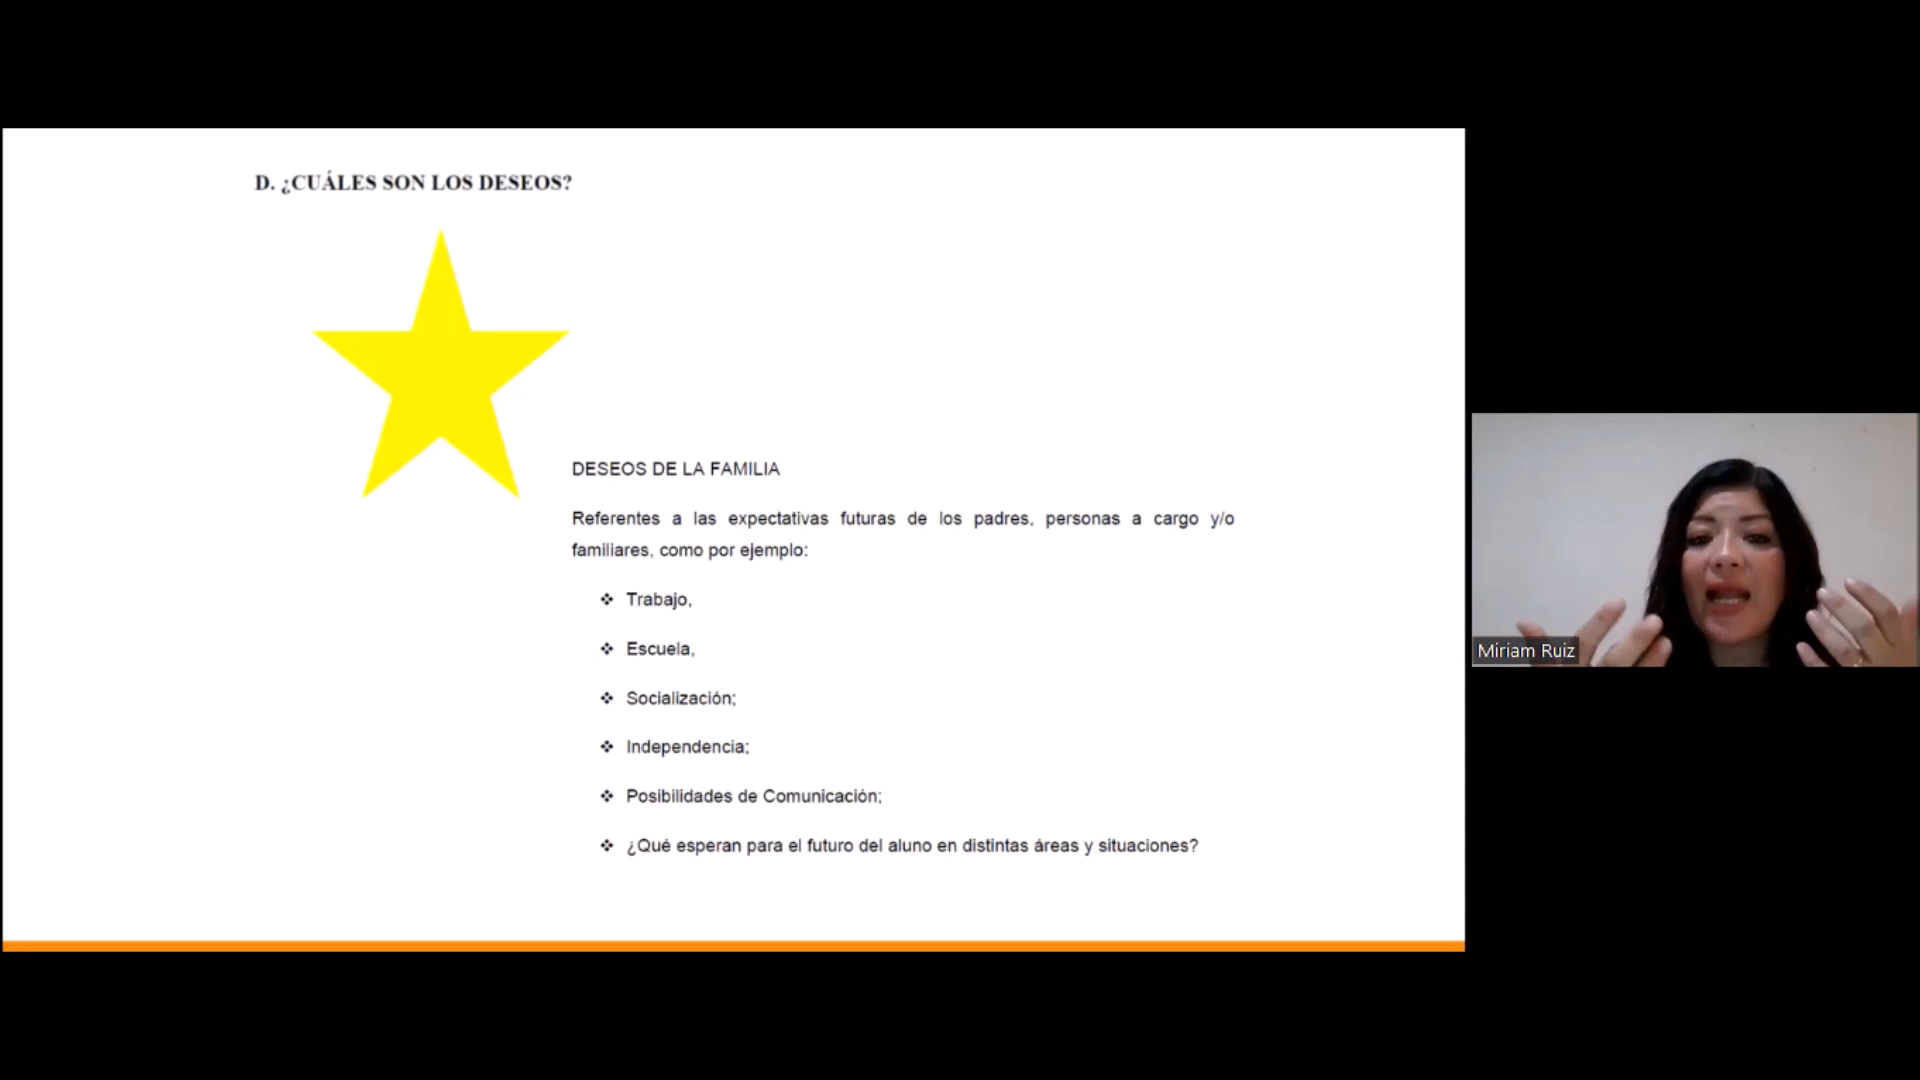 D. ¿CUÁLES SON LOS DESEOS?
DESEOS DE LA FAMILIA
Referentes a las expectativas futuras de los padres, personas a cargo y/o
familiares, como por ejemplo:
❖ Trabajo,
❖ Escuela,
❖ Socialización;
❖ Independencia;
❖ Posibilidades de Comunicación;
❖ ¿Qué esperan para el futuro del aluno en distintas áreas y situaciones?
Miriam Ruiz